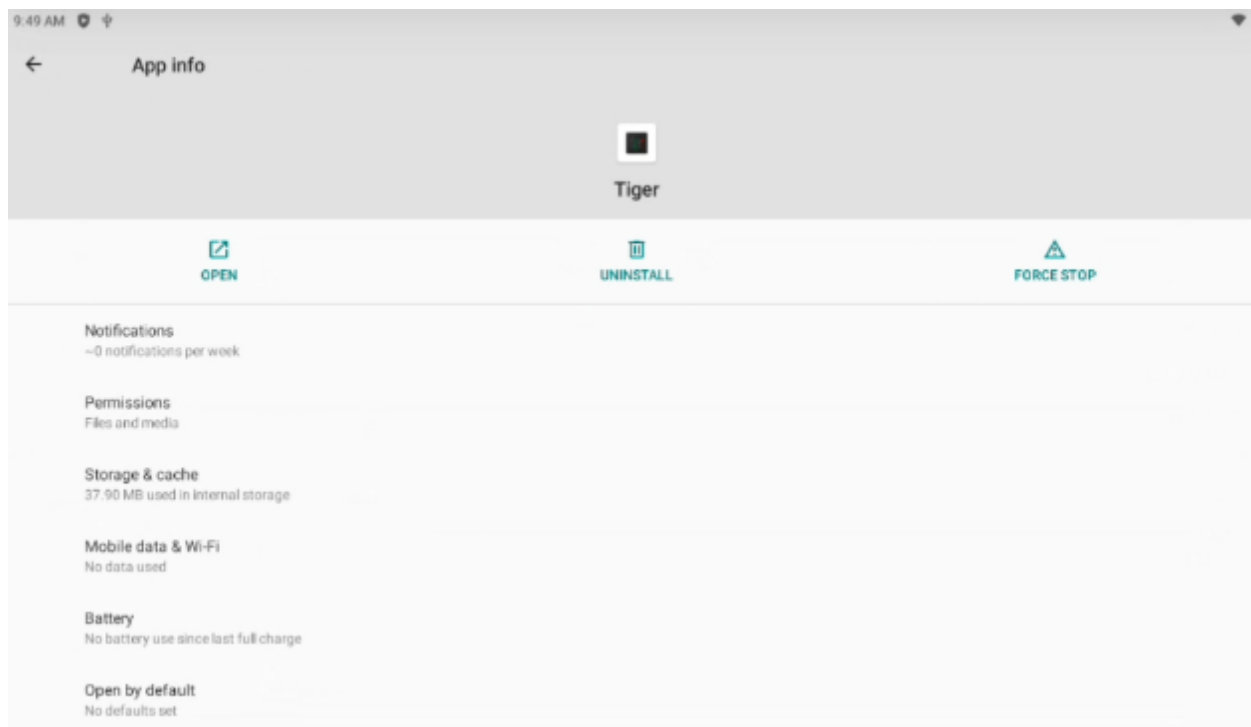 9:49 AM
App info
Tiger
OPEN
UNINSTALL
FORCE STOP
Notifications
~0 notifications per week
Permissions
Files and media
Storage & cache
37.90 MB used in internal storage
Mobile data & Wi-Fi
No data used
Battery
No battery use since last full charge
Open by default
No defaults set